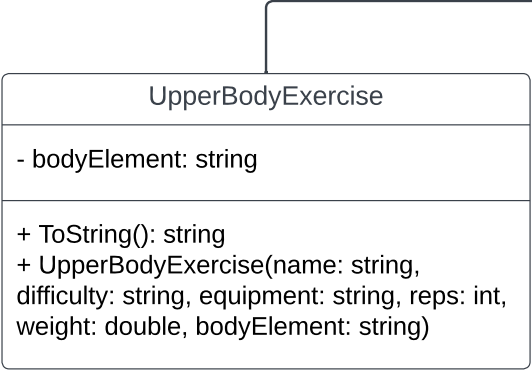 UpperBodyExercise
- bodyElement: string
+ ToString(): string
+ UpperBodyExercise(name: string,
difficulty: string, equipment: string, reps: int,
weight: double, bodyElement: string)